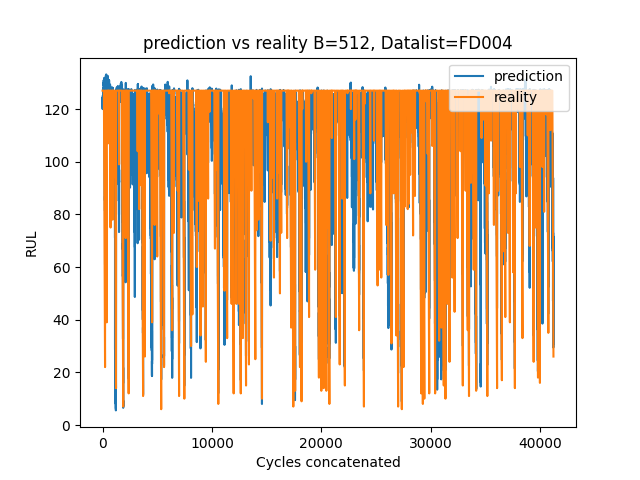 prediction vs reality B=512, Datalist=FD004
prediction
reality
RUL
120
100
80
60
40
20
0
0 10000 20000 30000 40000
Cycles concatenated